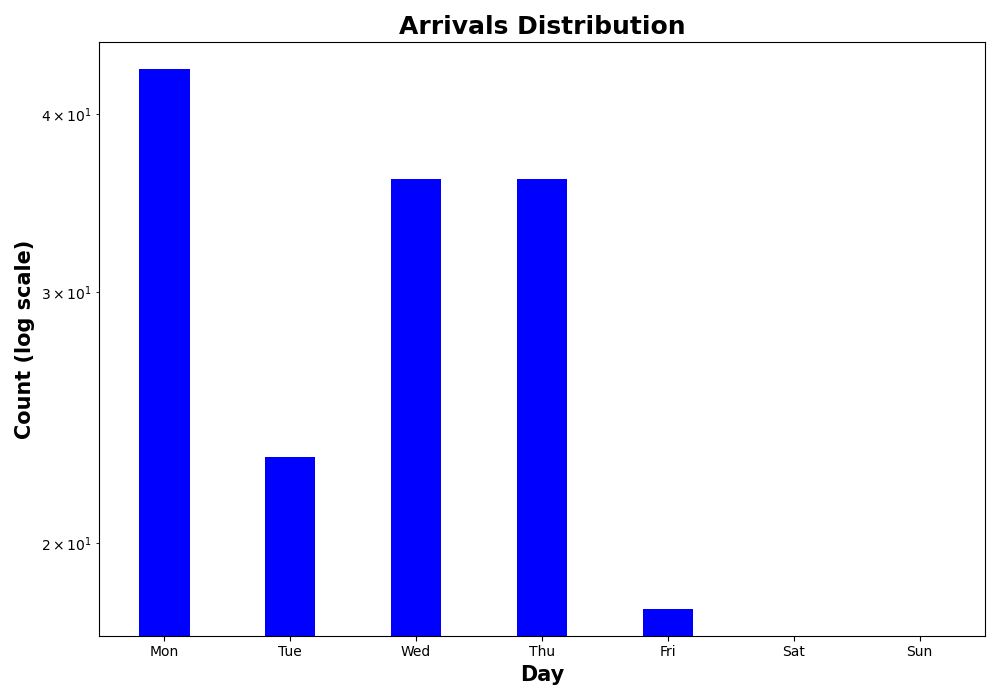 Arrivals Distribution
Count (log scale)
4 × 10¹
3 × 10¹
2 × 10¹
Mon Tue Wed Thu Fri Sat Sun
Day